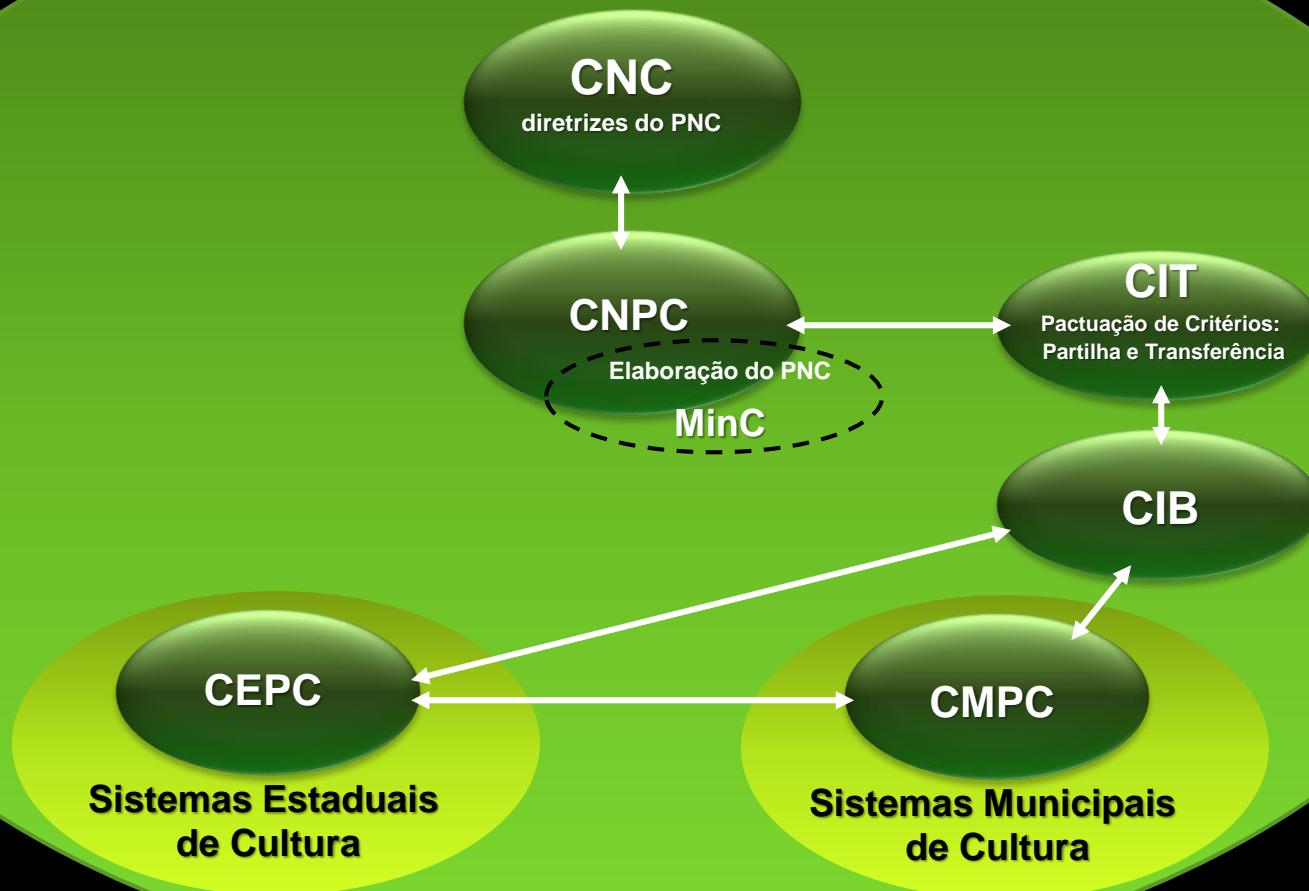 CNC
diretrizes do PNC
CNPC
Elaboração do PNC
MinC
CIT
Pactuação de Critérios:
Partilha e Transferência
CIB
CEPC
Sistemas Estaduais
de Cultura
CMPC
Sistemas Municipais
de Cultura